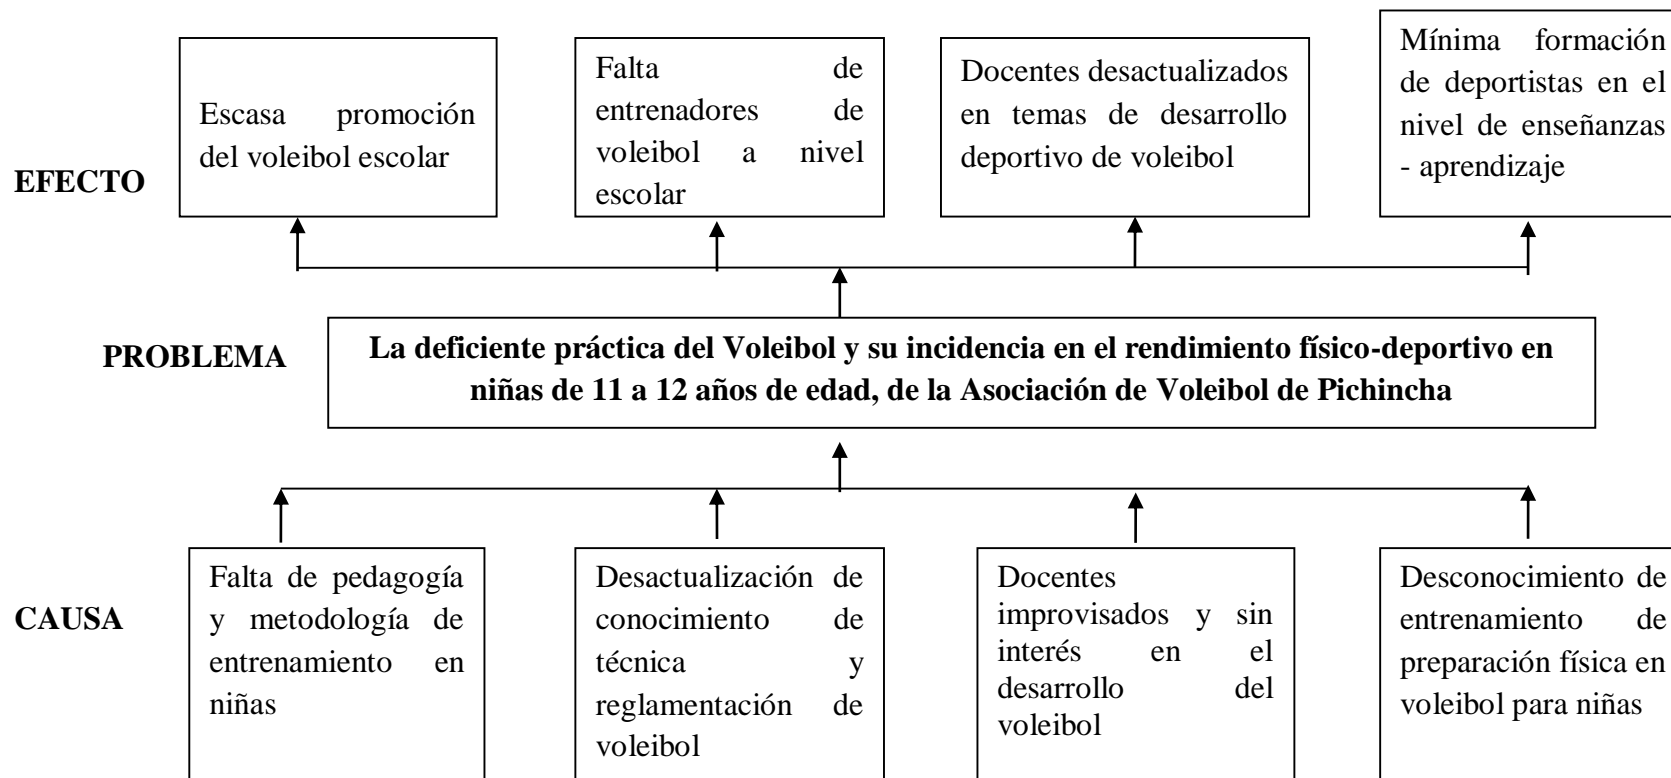 Escasa promoción
del voleibol escolar
Falta de
entrenadores de
voleibol a nivel
escolar
Docentes desactualizados
en temas de desarrollo
deportivo de voleibol
Mínima formación
de deportistas en el
nivel de enseñanzas
- aprendizaje
EFECTO
PROBLEMA
La deficiente práctica del Voleibol y su incidencia en el rendimiento físico-deportivo en
niñas de 11 a 12 años de edad, de la Asociación de Voleibol de Pichincha
CAUSA
Falta de pedagogía
y metodología de
entrenamiento en
niñas
Desactualización de
conocimiento de
técnica y
reglamentación de
voleibol
Docentes
improvisados y sin
interés en el
desarrollo del
voleibol
Desconocimiento de
entrenamiento de
preparación física en
voleibol para niñas